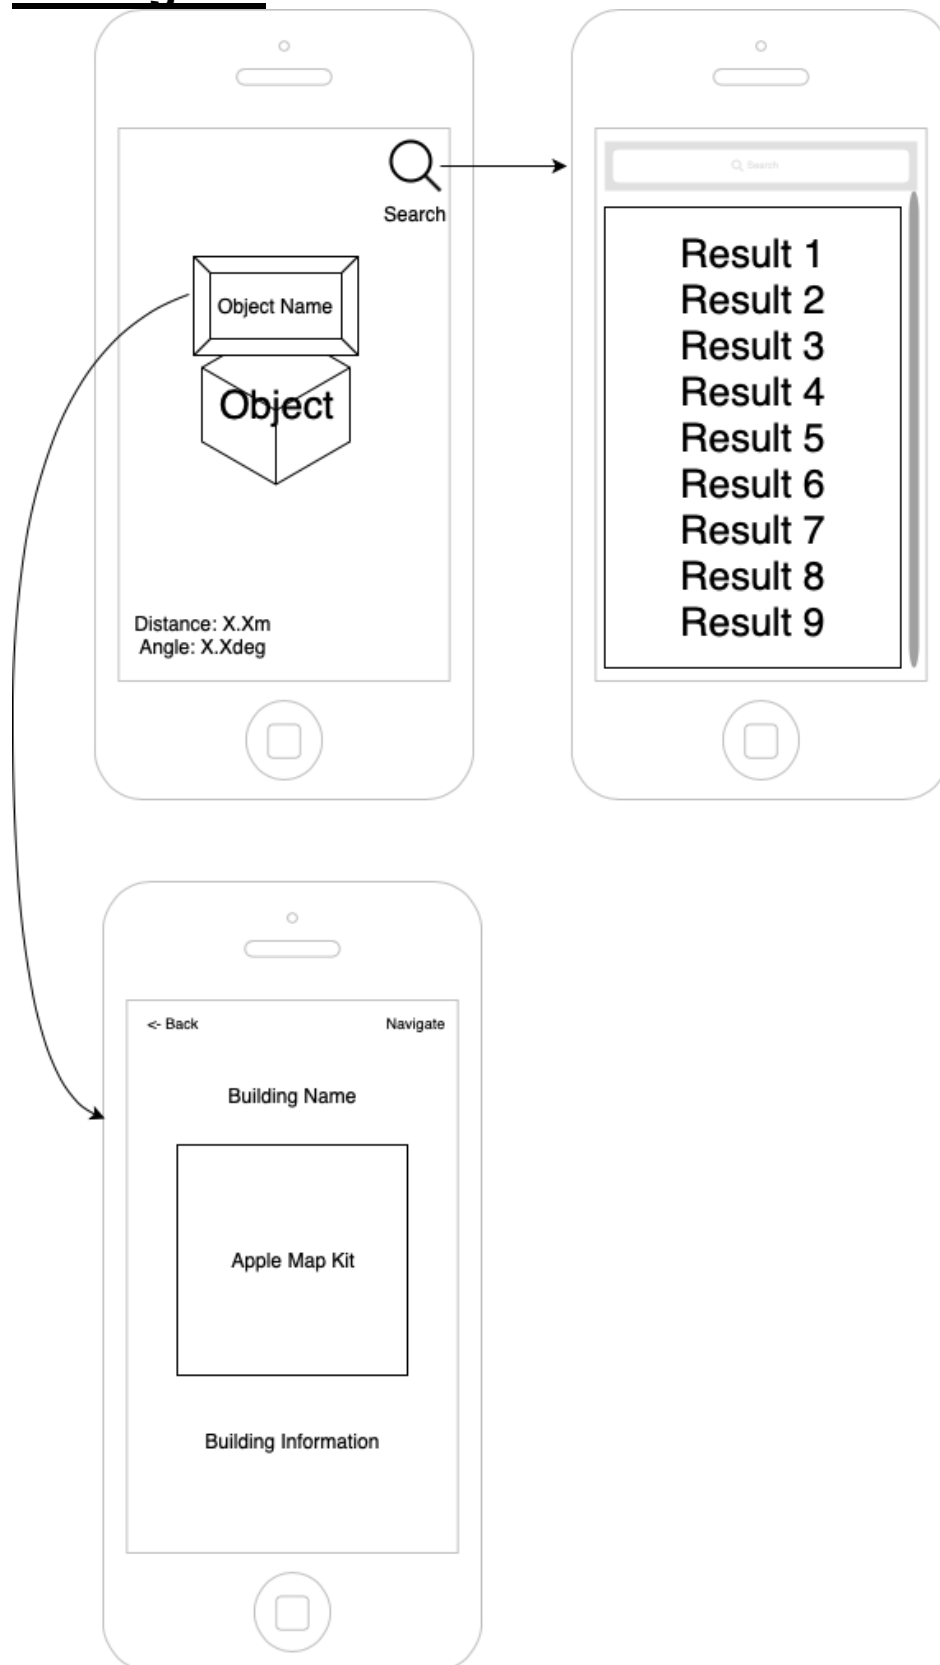 Search
Object Name
Object
Distance: X.Xm
Angle: X.Xdeg
Search
Result 1
Result 2
Result 3
Result 4
Result 5
Result 6
Result 7
Result 8
Result 9
<- Back
Navigate
Building Name
Apple Map Kit
Building Information